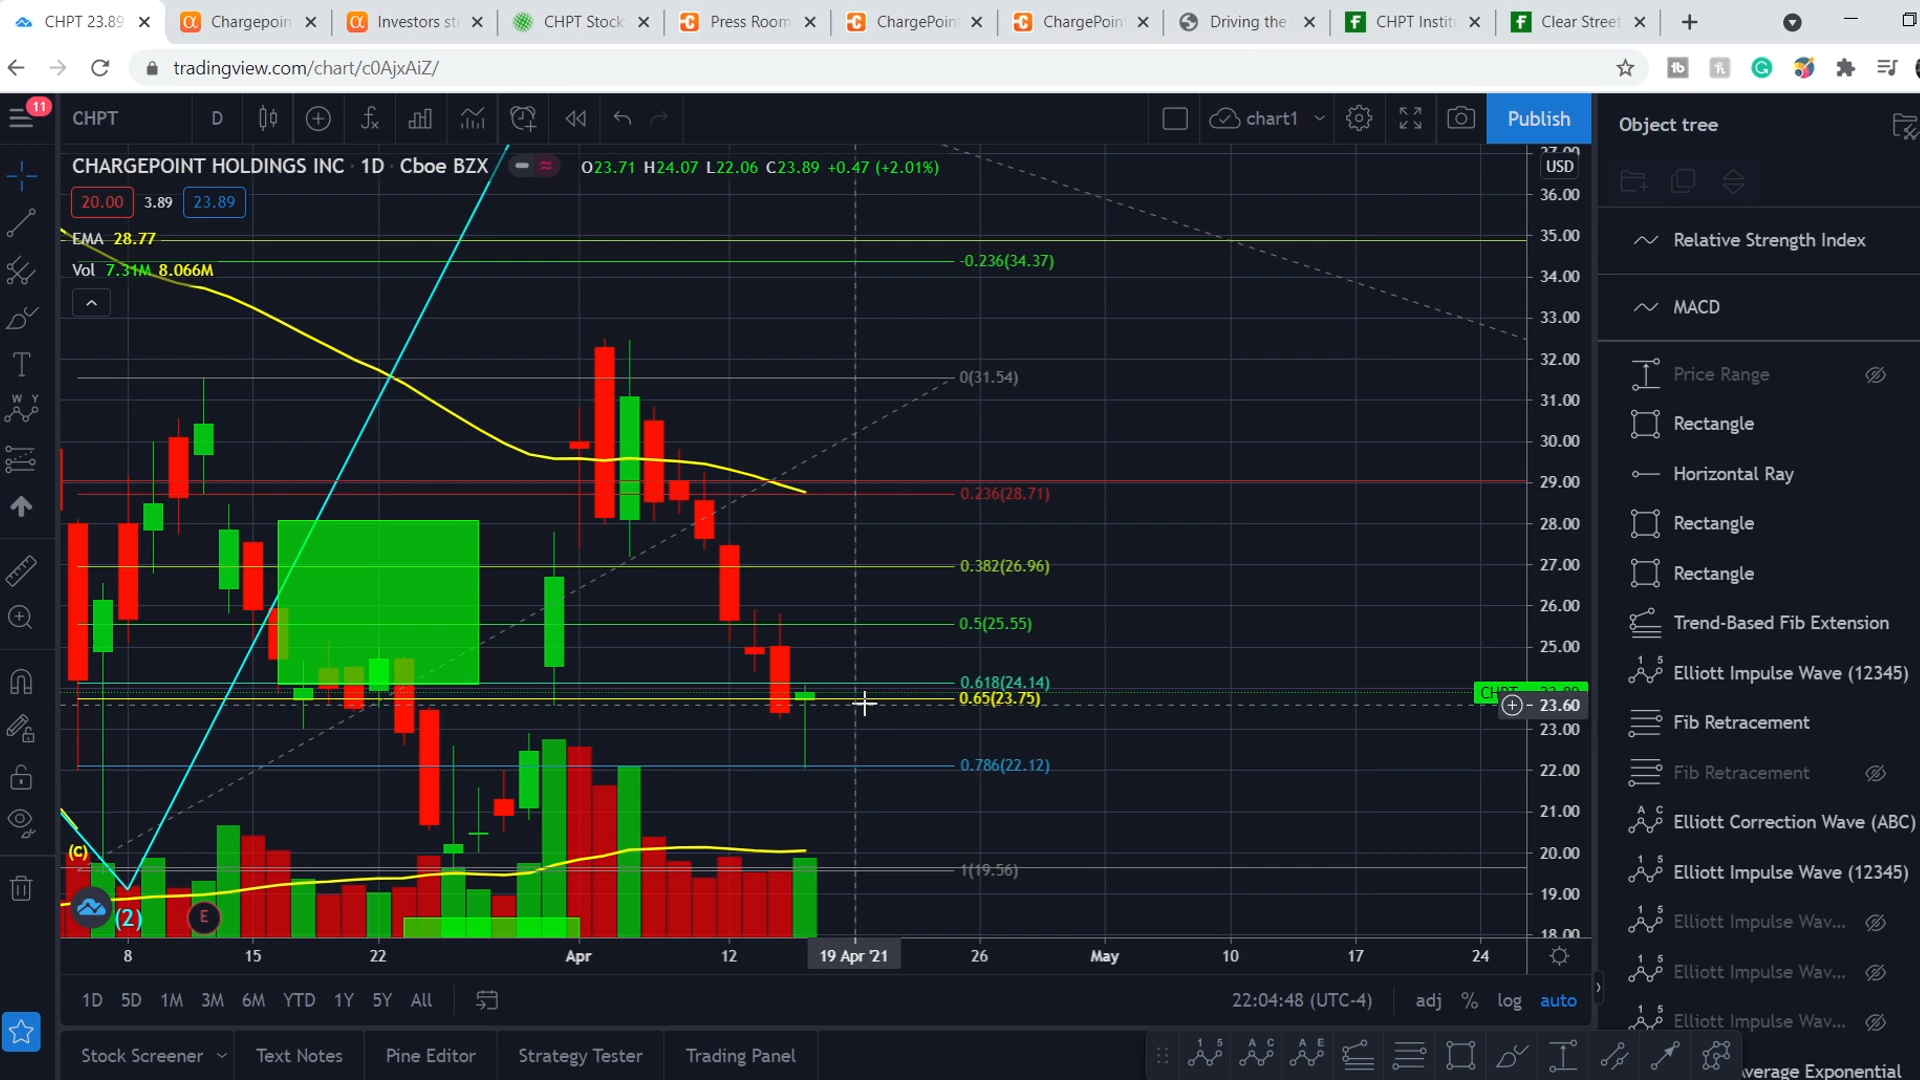 CHPT 23.89
Chargepoin
Investors st
CHPT Stock
Press Room
ChargePoin
ChargePoin
Driving the
CHPT Institu
Clear Street
tradingview.com/chart/c0AjxAiZ/
11
CHPT
D
chart1
Publish
Object tree
CHARGEPOINT HOLDINGS INC · 1D · Cboe BZX
O23.71 H24.07 L22.06 C23.89 +0.47 (+2.01%)
20.00
3.89
23.89
EMA 28.77
Vol 7.31M 8.066M
USD
27.00
36.00
35.00
34.00
33.00
32.00
31.00
30.00
29.00
28.00
27.00
26.00
25.00
CHPT 23.89
23.60
23.00
22.00
21.00
20.00
19.00
18.00
-0.236(34.37)
0(31.54)
0.236(28.71)
0.382(26.96)
0.5(25.55)
0.618(24.14)
0.65(23.75)
0.786(22.12)
1(19.56)
(C)
(2)
E
8
15
22
Apr
12
19 Apr '21
26
May
10
17
24
1D 5D 1M 3M 6M YTD 1Y 5Y All
22:04:48 (UTC-4)
adj
%
log
auto
Stock Screener
Text Notes
Pine Editor
Strategy Tester
Trading Panel
Relative Strength Index
MACD
Price Range
Rectangle
Horizontal Ray
Rectangle
Rectangle
Trend-Based Fib Extension
Elliott Impulse Wave (12345)
Fib Retracement
Fib Retracement
Elliott Correction Wave (ABC)
Elliott Impulse Wave (12345)
Elliott Impulse Wav...
Elliott Impulse Wav...
Elliott Impulse Wav...
verage Exponential